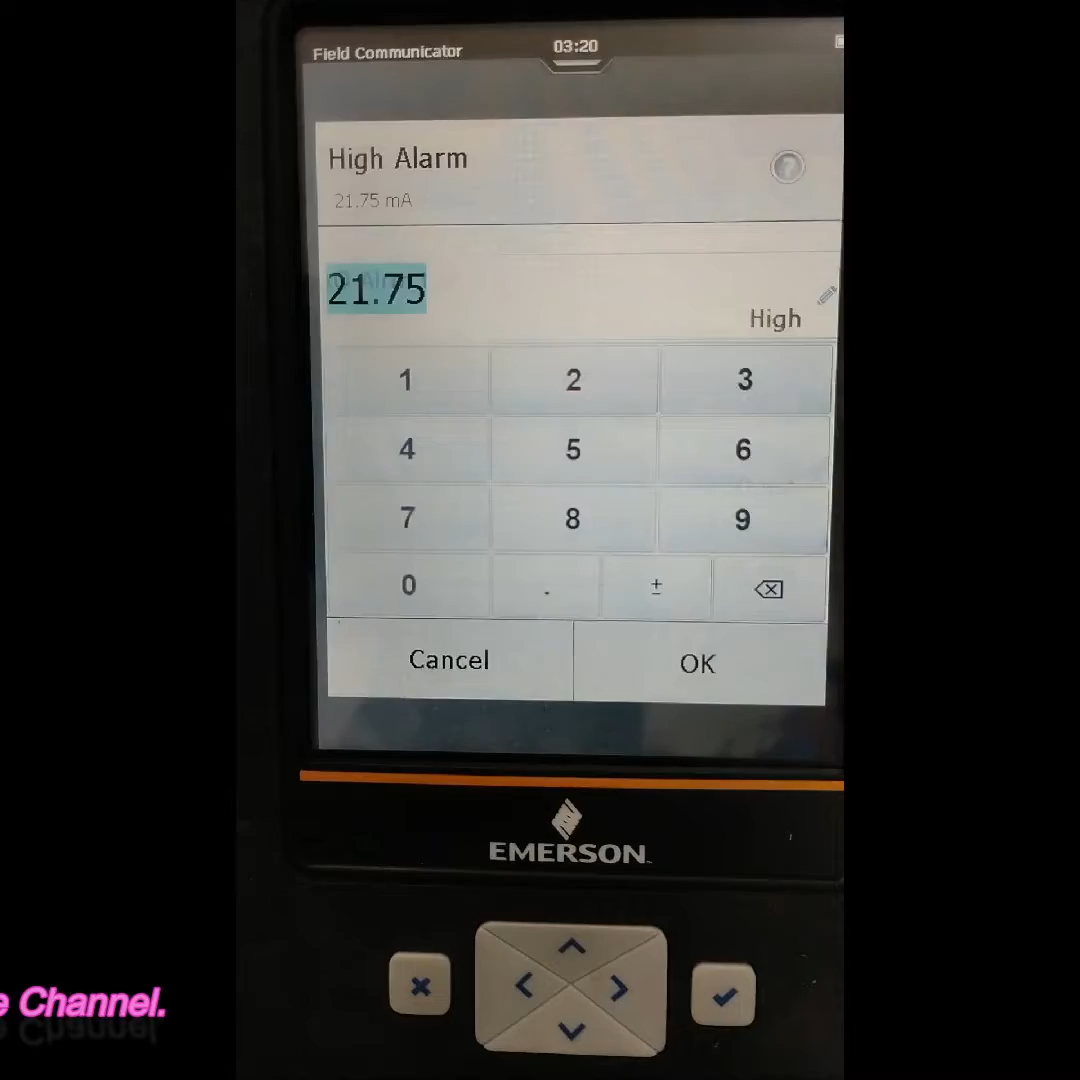 Field Communicator
03:20
High Alarm
?
21.75 mA
21.75
High
1 2 3
4 5 6
7 8 9
0 . ±
Cancel OK
EMERSON
e Channel.